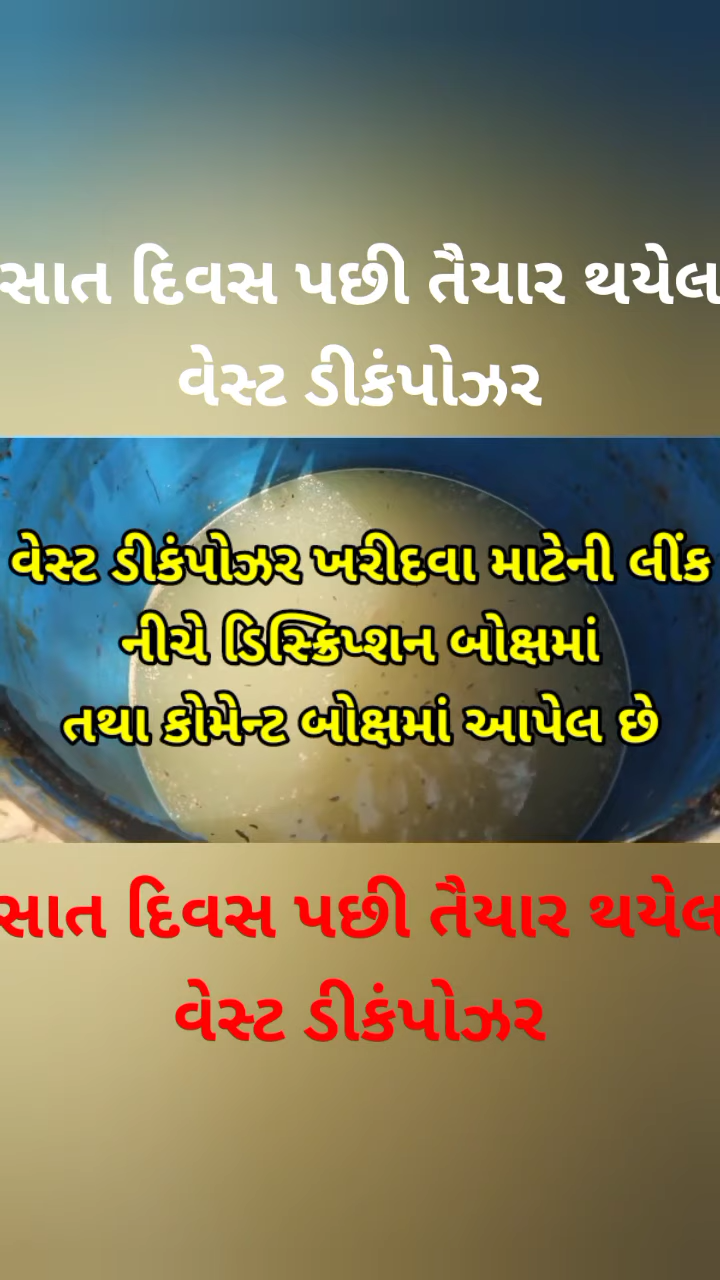 સાત દિવસ પછી તૈયાર થયેલ
વેસ્ટ ડીકંપોઝર
વેસ્ટ ડીકંપોઝર ખરીદવા માટેની લીંક
નીચે ડિસ્ક્રિપ્શન બોક્ષમાં
તથા કોમેન્ટ બોક્ષમાં આપેલ છે
સાત દિવસ પછી તૈયાર થયેલ
વેસ્ટ ડીકંપોઝર